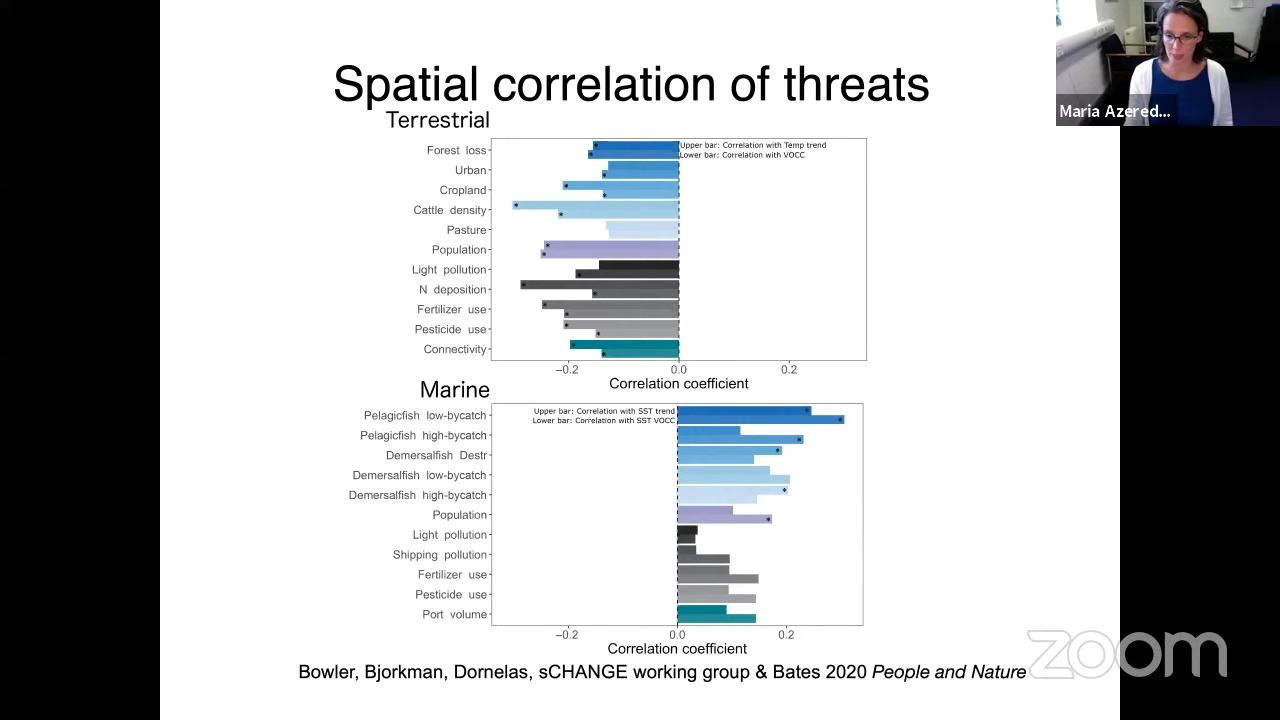 Spatial correlation of threats
Maria Azered...
Terrestrial
Forest loss
Urban
Cropland
Cattle density
Pasture
Population
Light pollution
N deposition
Fertilizer use
Pesticide use
Connectivity
Upper bar: Correlation with Temp trend
Lower bar: Correlation with VOCC
−0.2 0.0 0.2
Correlation coefficient
Marine
Pelagicfish low-bycatch
Pelagicfish high-bycatch
Demersalfish Destr
Demersalfish low-bycatch
Demersalfish high-bycatch
Population
Light pollution
Shipping pollution
Fertilizer use
Pesticide use
Port volume
Upper bar: Correlation with SST trend
Lower bar: Correlation with SST VOCC
−0.2 0.0 0.2
Correlation coefficient
Bowler, Bjorkman, Dornelas, sCHANGE working group & Bates 2020 People and Nature
zoom